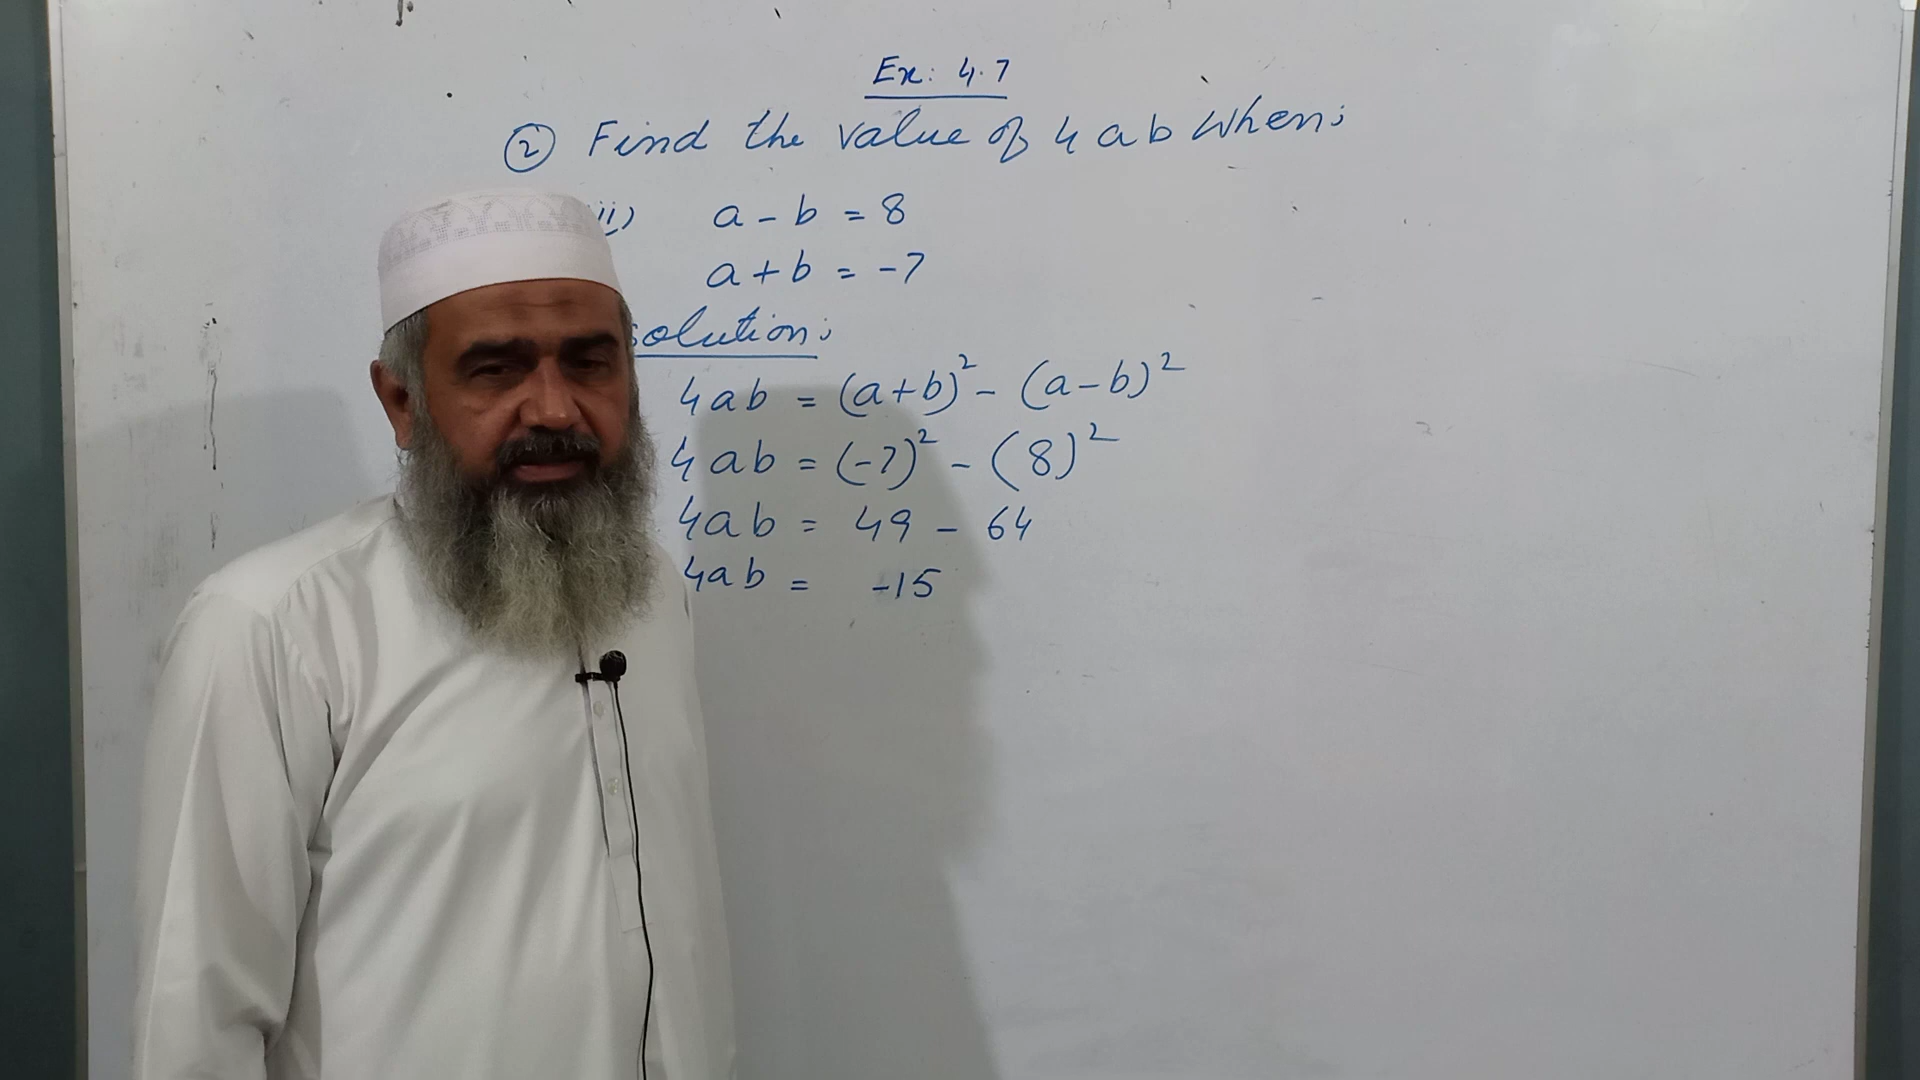 Ex: 4.7
② Find the value of 4ab when:
ii) a - b = 8
a + b = -7
solution:
4ab = (a+b)² - (a-b)²
4ab = (-7)² - (8)²
4ab = 49 - 64
4ab = -15